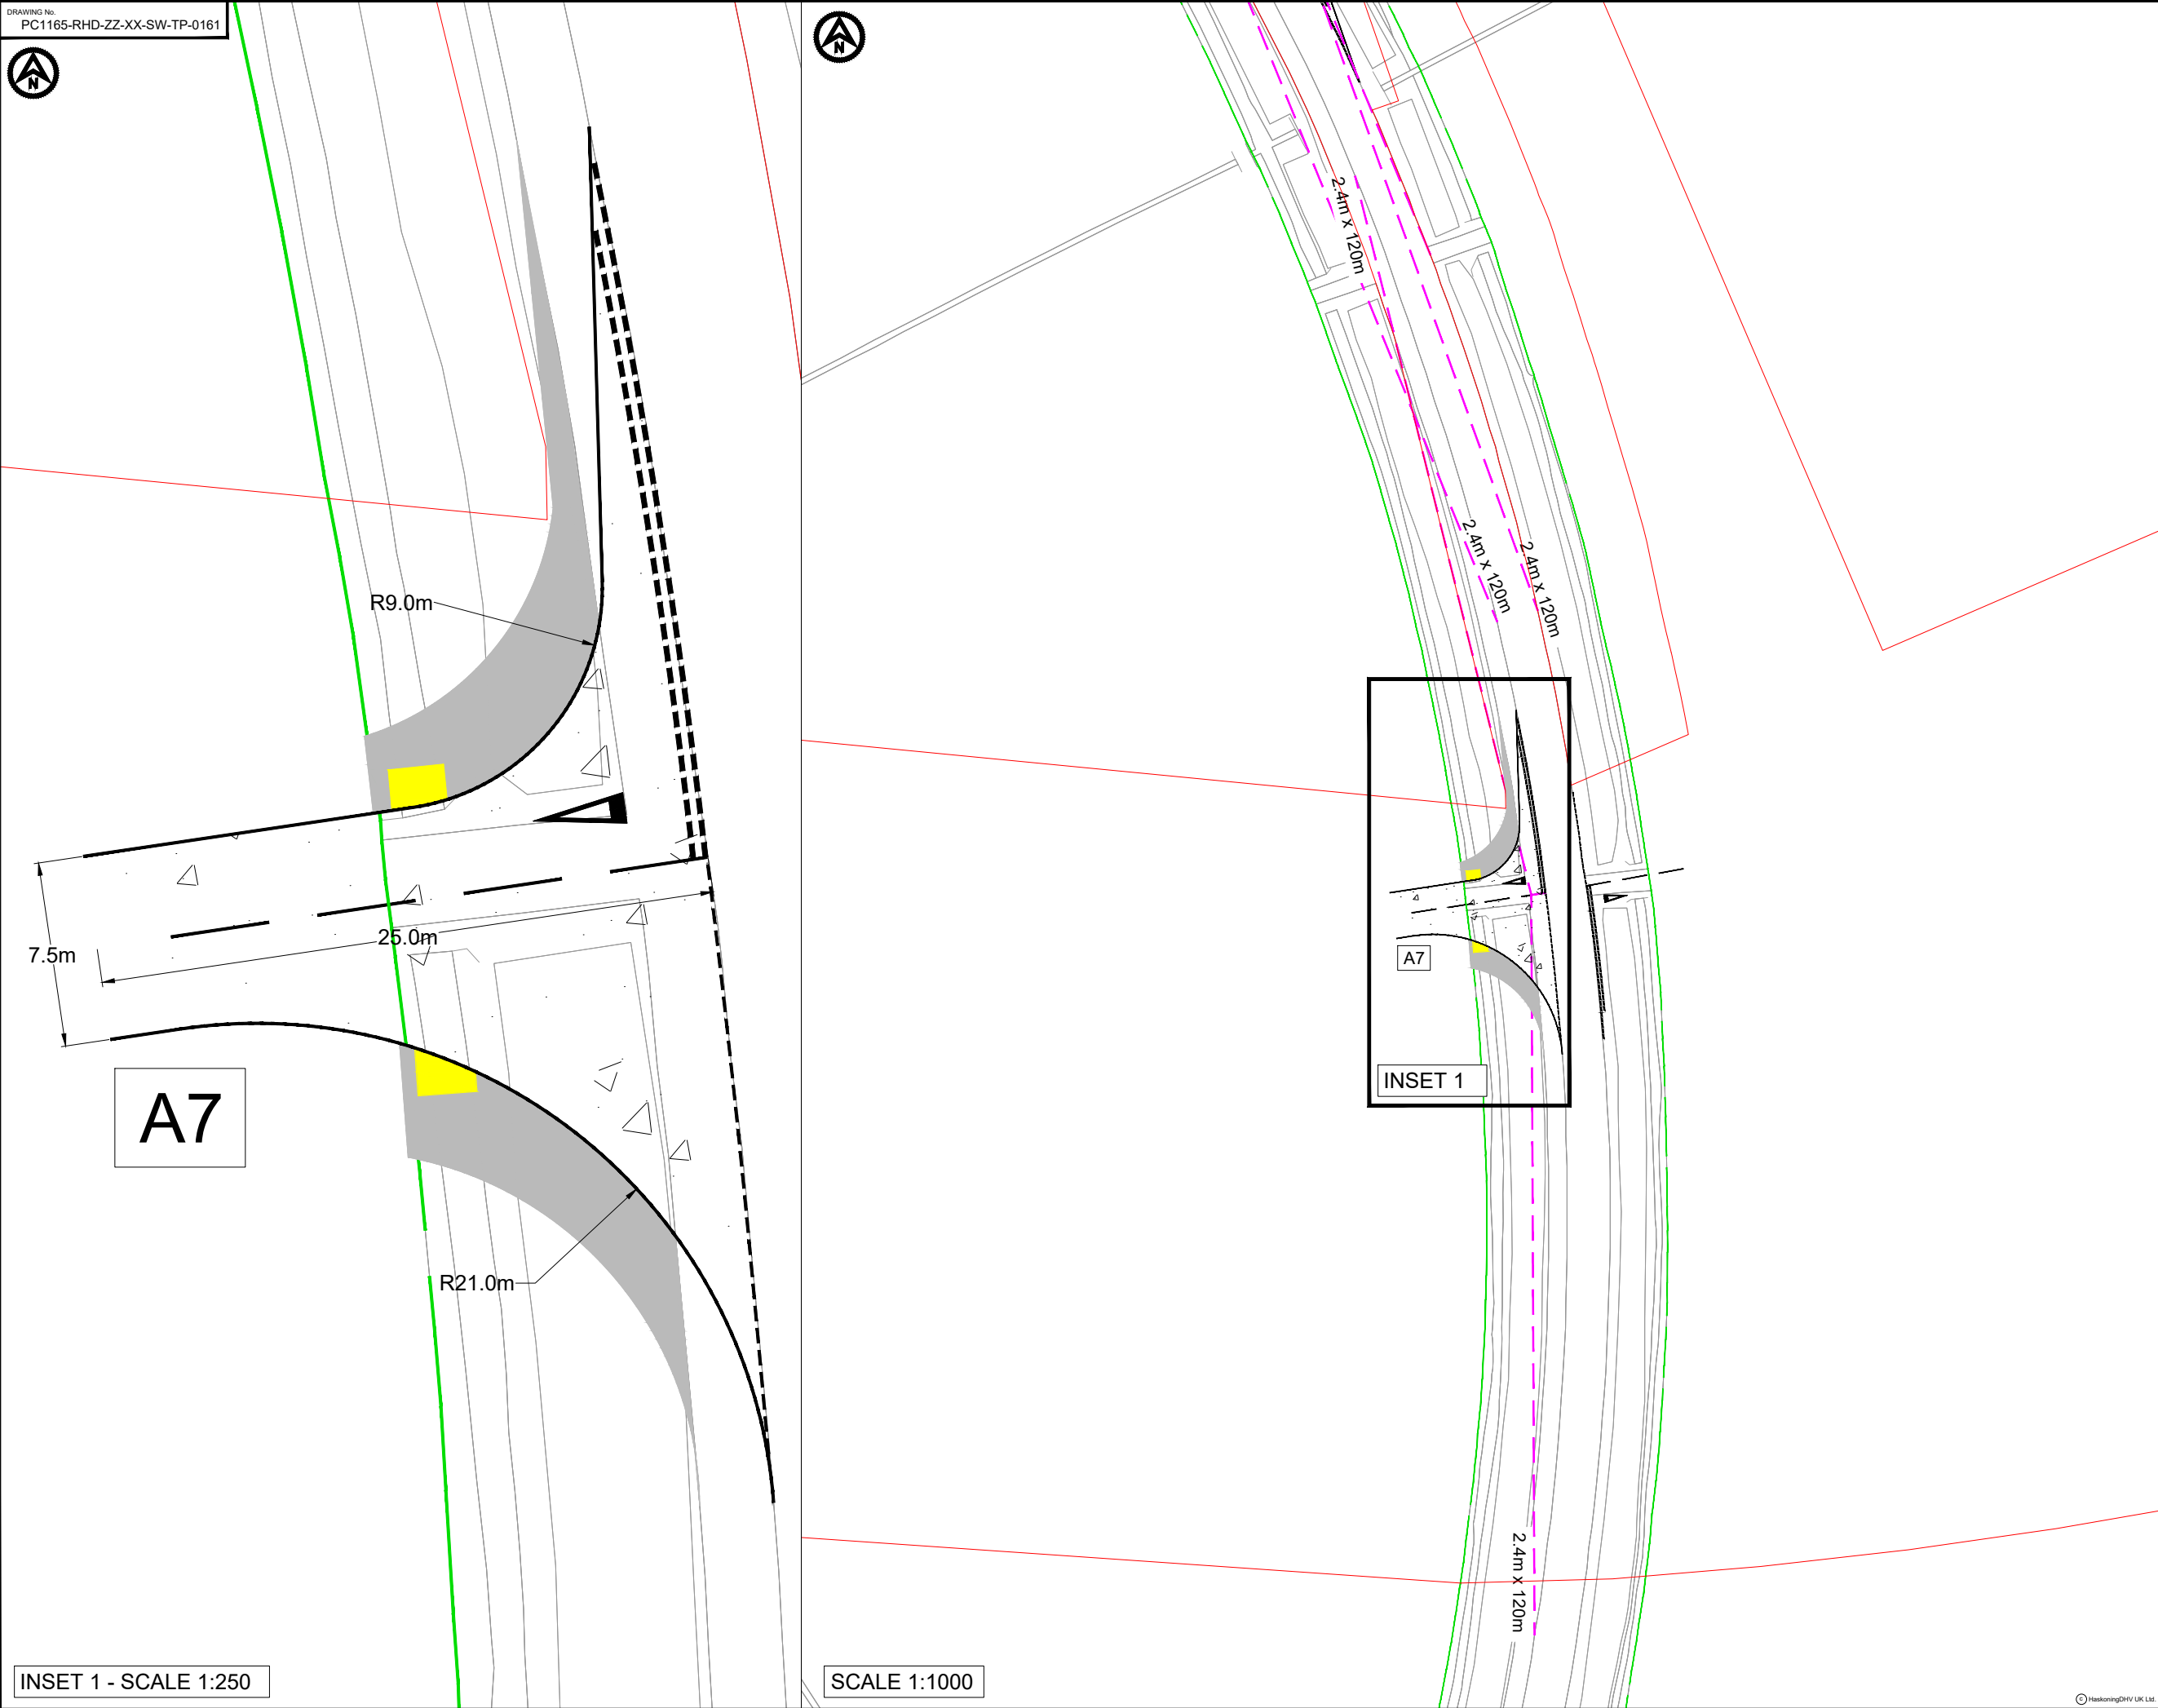 DRAWING No.
PC1165-RHD-ZZ-XX-SW-TP-0161
N
R9.0m
25.0m
7.5m
A7
R21.0m
INSET 1 - SCALE 1:250
N
2.4m x 120m
2.4m x 120m
2.4m x 120m
A7
INSET 1
2.4m x 120m
SCALE 1:1000
© HaskoningDHV UK Ltd.